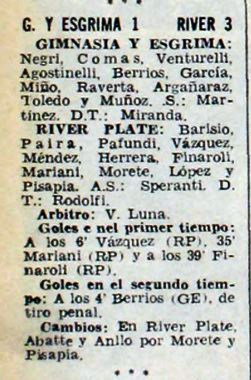 * * *
G. Y ESGRIMA 1 RIVER 3
GIMNASIA Y ESGRIMA:
Negri, Comas, Venturelli,
Agostinelli, Berrios, García,
Miño, Raverta, Argañaraz,
Toledo y Muñoz. .S.: Mar-
tínez. D.T.: Miranda.
RIVER PLATE: Barisio,
Paira, Pafundi, Vázquez,
Méndez, Herrera, Finaroli,
Mariani, Morete, López y
Pisapia. A.S.: Speranti. D.
T.: Rodolfi.
Arbitro: V. Luna.
Goles e nel primer tiempo:
A los 6' Vázquez (RP). 35'
Mariani (RP) y a los 39' Fi-
naroli (RP).
Goles en el segundo tiem-
po: A los 4' Berrios (GE), de
tiro penal.
Cambios: En River Plate,
Abatte y Anllo por Morete y
Pisapia.
* * *